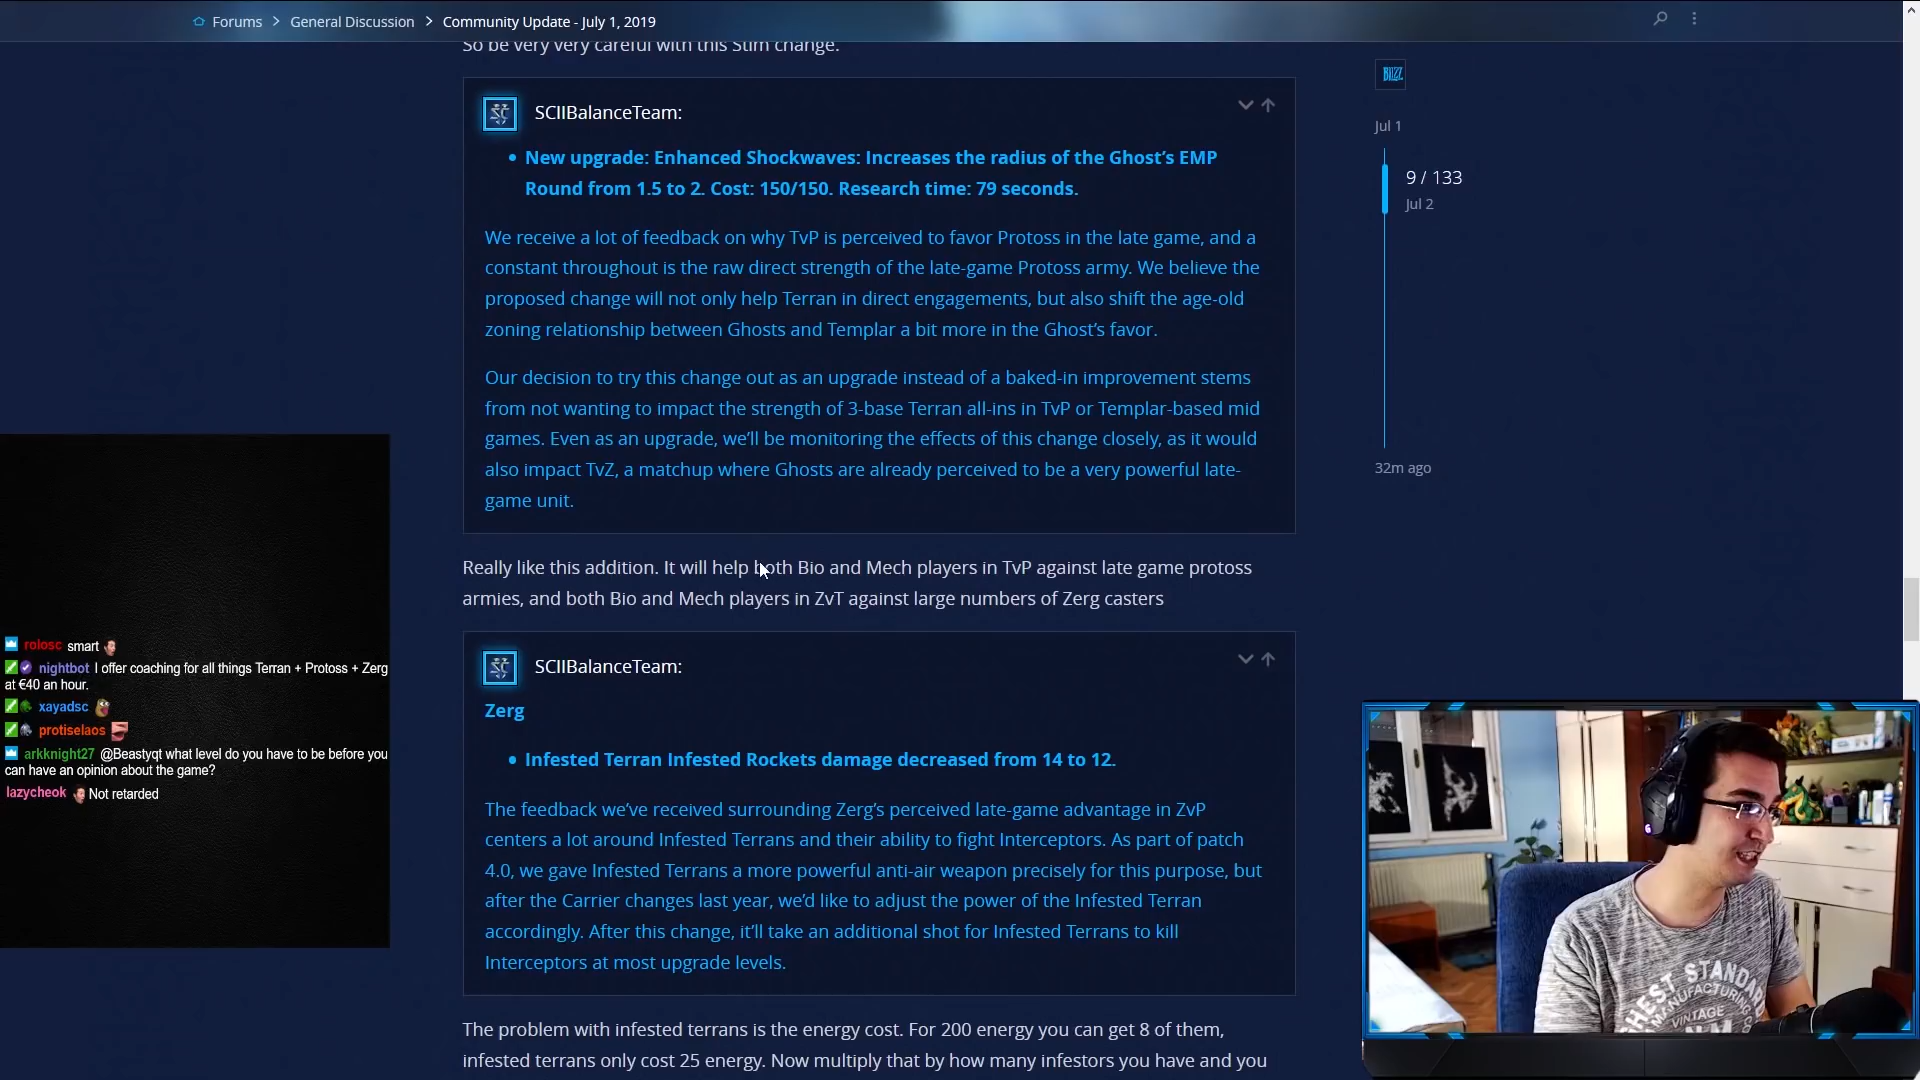 Forums > General Discussion > Community Update - July 1, 2019
So be very very careful with this Stim change.
SCIIBalanceTeam:
• New upgrade: Enhanced Shockwaves: Increases the radius of the Ghost's EMP
Round from 1.5 to 2. Cost: 150/150. Research time: 79 seconds.
We receive a lot of feedback on why TvP is perceived to favor Protoss in the late game, and a
constant throughout is the raw direct strength of the late-game Protoss army. We believe the
proposed change will not only help Terran in direct engagements, but also shift the age-old
zoning relationship between Ghosts and Templar a bit more in the Ghost's favor.
Our decision to try this change out as an upgrade instead of a baked-in improvement stems
from not wanting to impact the strength of 3-base Terran all-ins in TvP or Templar-based mid
games. Even as an upgrade, we'll be monitoring the effects of this change closely, as it would
also impact TvZ, a matchup where Ghosts are already perceived to be a very powerful late-
game unit.
Really like this addition. It will help both Bio and Mech players in TvP against late game protoss
armies, and both Bio and Mech players in ZvT against large numbers of Zerg casters
SCIIBalanceTeam:
Zerg
• Infested Terran Infested Rockets damage decreased from 14 to 12.
The feedback we've received surrounding Zerg's perceived late-game advantage in ZvP
centers a lot around Infested Terrans and their ability to fight Interceptors. As part of patch
4.0, we gave Infested Terrans a more powerful anti-air weapon precisely for this purpose, but
after the Carrier changes last year, we'd like to adjust the power of the Infested Terran
accordingly. After this change, it'll take an additional shot for Infested Terrans to kill
Interceptors at most upgrade levels.
The problem with infested terrans is the energy cost. For 200 energy you can get 8 of them,
infested terrans only cost 25 energy. Now multiply that by how many infestors you have and you
BLIZZ
Jul 1
9 / 133
Jul 2
32m ago
rolosc smart
nightbot I offer coaching for all things Terran + Protoss + Zerg
at €40 an hour.
xayadsc
protiselaos
arkknight27 @Beastyqt what level do you have to be before you
can have an opinion about the game?
lazycheok Not retarded
HIGHEST STANDARD
MANUFACTURING CO
VINTAGE